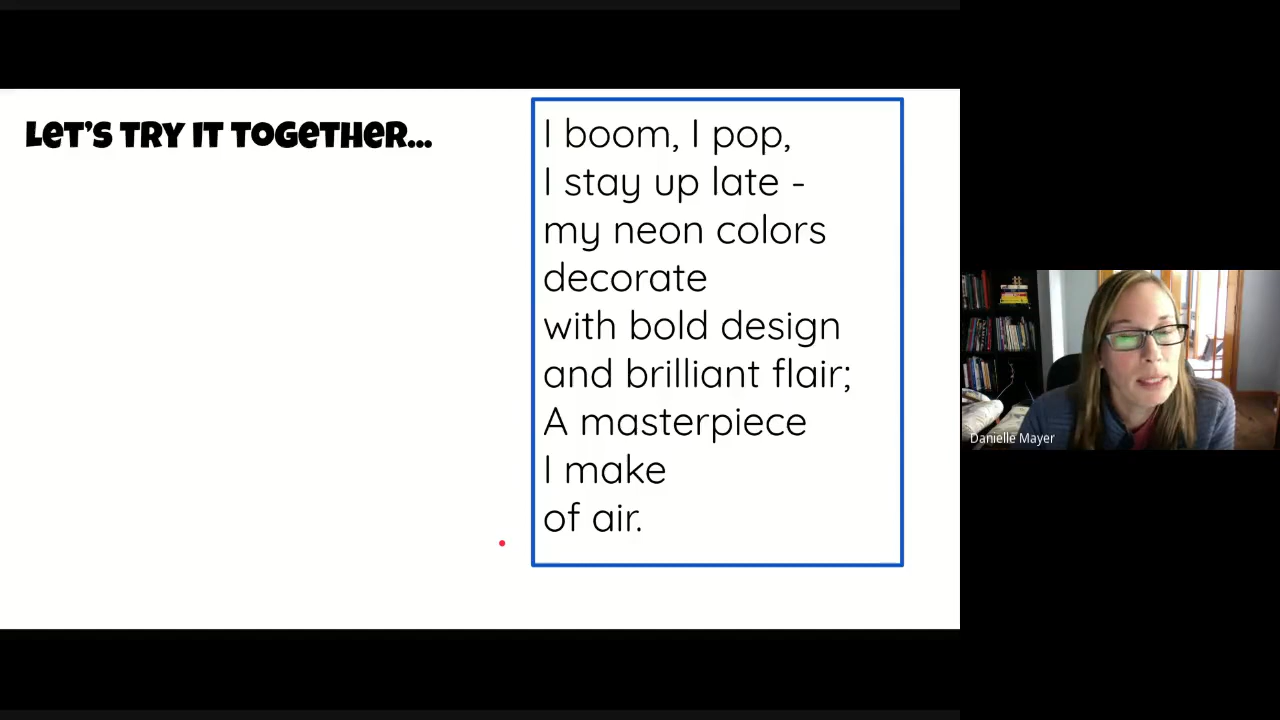 LET'S TRY IT TOGETHER...
I boom, I pop,
I stay up late -
my neon colors
decorate
with bold design
and brilliant flair;
A masterpiece
I make
of air.
Danielle Mayer